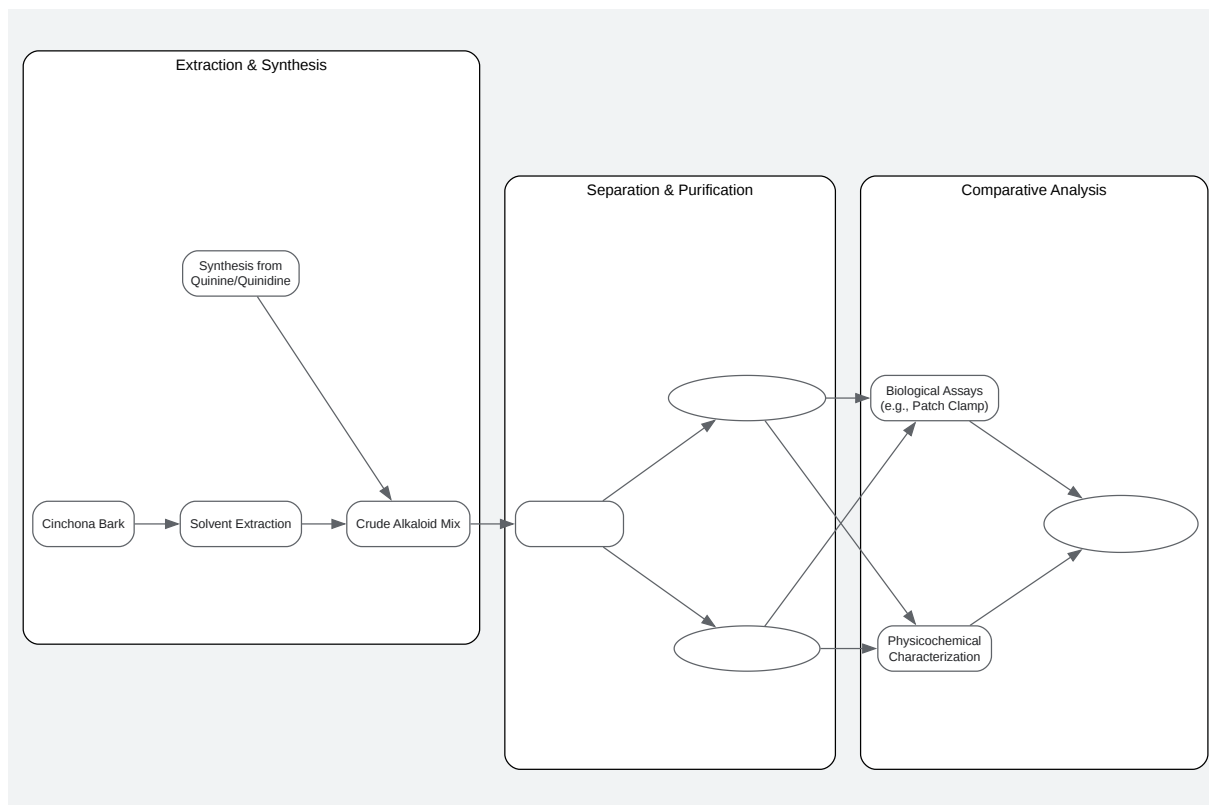 Extraction & Synthesis
Synthesis from
Quinine/Quinidine
Cinchona Bark
Solvent Extraction
Crude Alkaloid Mix
Separation & Purification
Comparative Analysis
Biological Assays
(e.g., Patch Clamp)
Physicochemical
Characterization